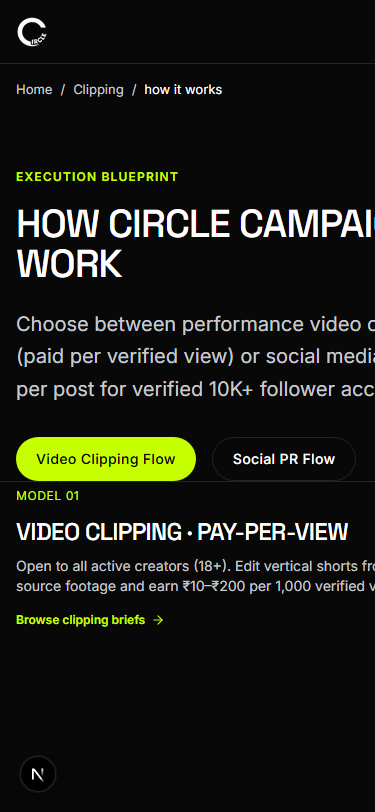 CIRCLE
Home / Clipping / how it works
EXECUTION BLUEPRINT
HOW CIRCLE CAMPAI
WORK
Choose between performance video c
(paid per verified view) or social media
per post for verified 10K+ follower acc
Video Clipping Flow
Social PR Flow
MODEL 01
VIDEO CLIPPING · PAY-PER-VIEW
Open to all active creators (18+). Edit vertical shorts fro
source footage and earn ₹10–₹200 per 1,000 verified v
Browse clipping briefs →
N